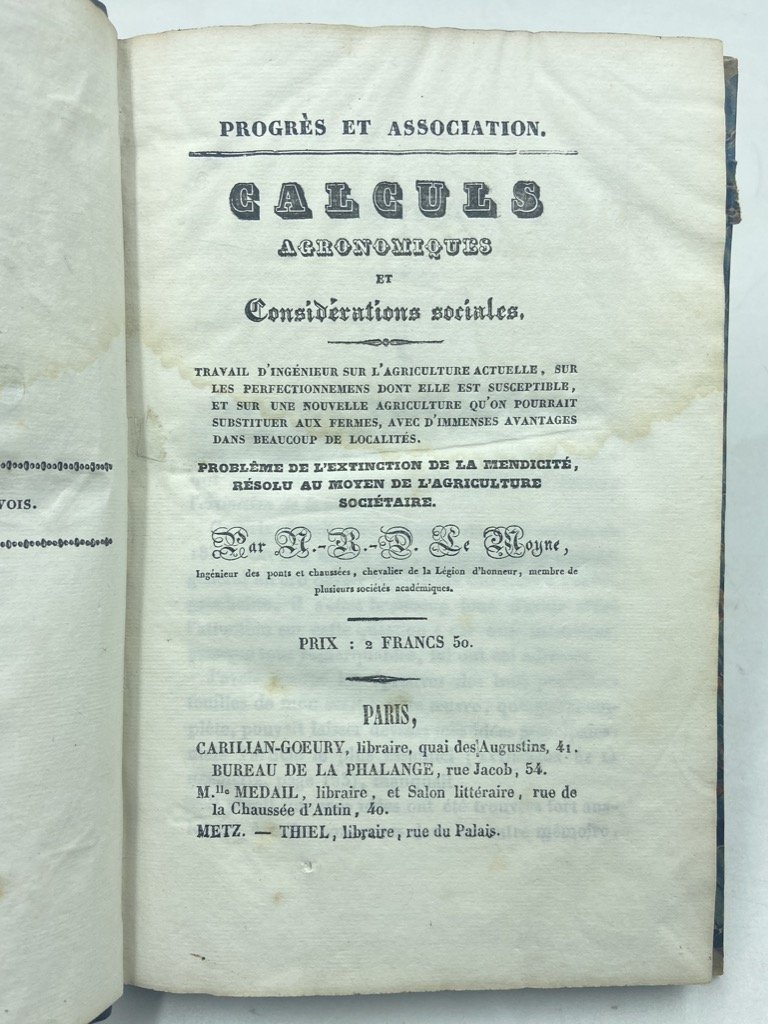 VOIS.
PROGRÈS ET ASSOCIATION.
CALCULS
AGRONOMIQUES
ET
Considérations sociales.
TRAVAIL D'INGÉNIEUR SUR L'AGRICULTURE ACTUELLE, SUR
LES PERFECTIONNEMENS DONT ELLE EST SUSCEPTIBLE,
ET SUR UNE NOUVELLE AGRICULTURE QU'ON POURRAIT
SUBSTITUER AUX FERMES, AVEC D'IMMENSES AVANTAGES
DANS BEAUCOUP DE LOCALITÉS.
PROBLÊME DE L'EXTINCTION DE LA MENDICITÉ,
RÉSOLU AU MOYEN DE L'AGRICULTURE
SOCIÉTAIRE.
Par N.-R.-D. Le Moyne,
Ingénieur des ponts et chaussées, chevalier de la Légion d'honneur, membre de
plusieurs sociétés académiques.
PRIX : 2 FRANCS 50.
PARIS,
CARILIAN-GOEURY, libraire, quai des Augustins, 41.
BUREAU DE LA PHALANGE, rue Jacob, 54.
M.lle MEDAIL, libraire, et Salon littéraire, rue de
la Chaussée d'Antin, 40.
METZ. — THIEL, libraire, rue du Palais.